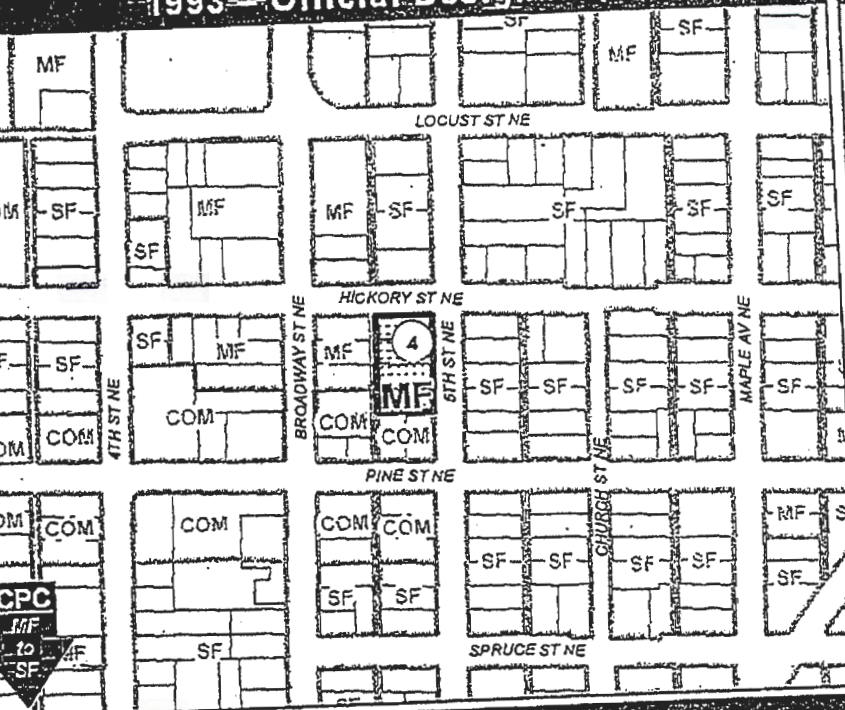 1993 — Official Desig
MF
SF
SF
MF
LOCUST ST NE
SF
MF
SF
MF
SF
SF
SF
SF
HICKORY ST NE
BROADWAY ST NE
5TH ST NE
MAPLE AV NE
4TH ST NE
SF
SF
MF
MF
4
MF
SF
SF
SF
SF
COM
COM
COM
COM
PINE ST NE
CHURCH ST NE
COM
COM
COM
COM
MF
SF
SF
SF
SF
SF
SF
SF
SF
CPC
MF
to
SF
MF
SPRUCE ST NE
SF